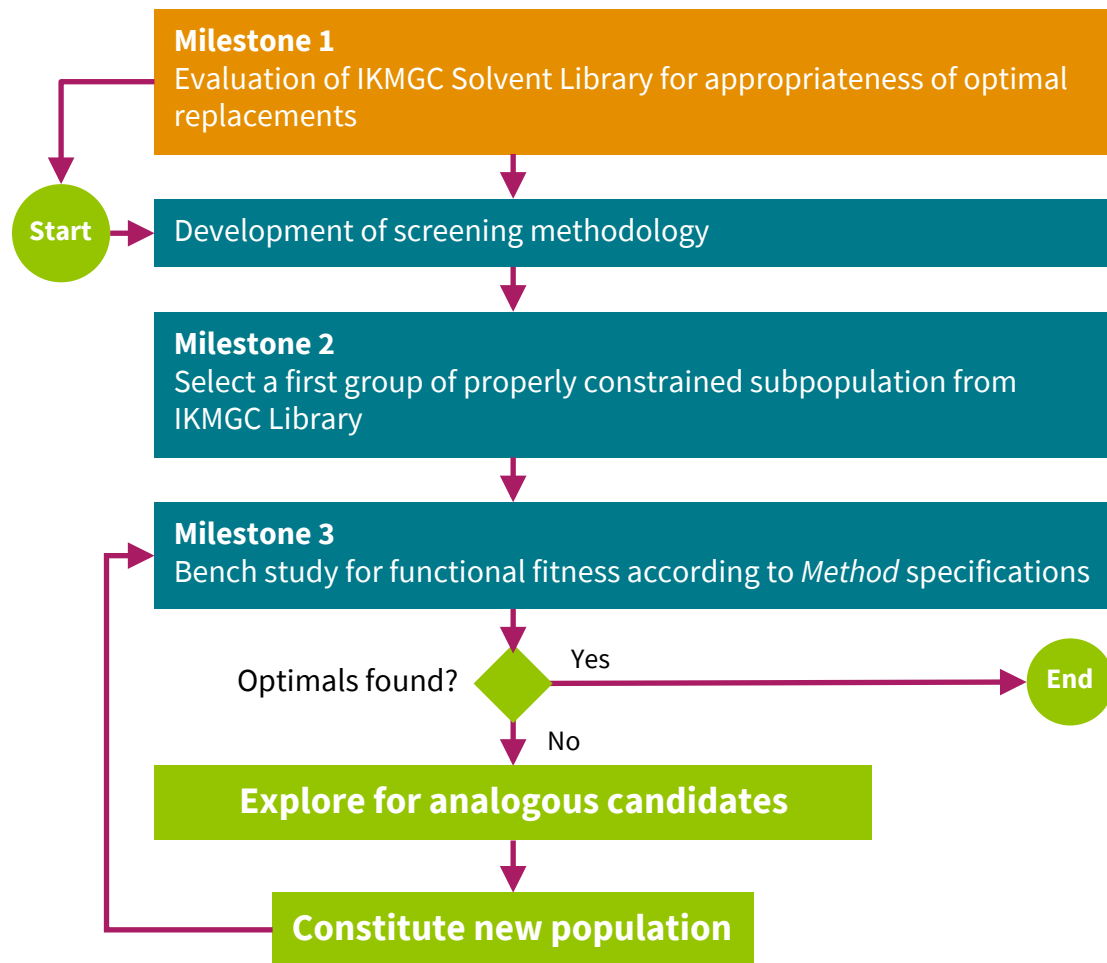 Milestone 1
Evaluation of IKMGC Solvent Library for appropriateness of optimal
replacements
Start
Development of screening methodology
Milestone 2
Select a first group of properly constrained subpopulation from
IKMGC Library
Milestone 3
Bench study for functional fitness according to Method specifications
Optimals found?
Yes
End
No
Explore for analogous candidates
Constitute new population